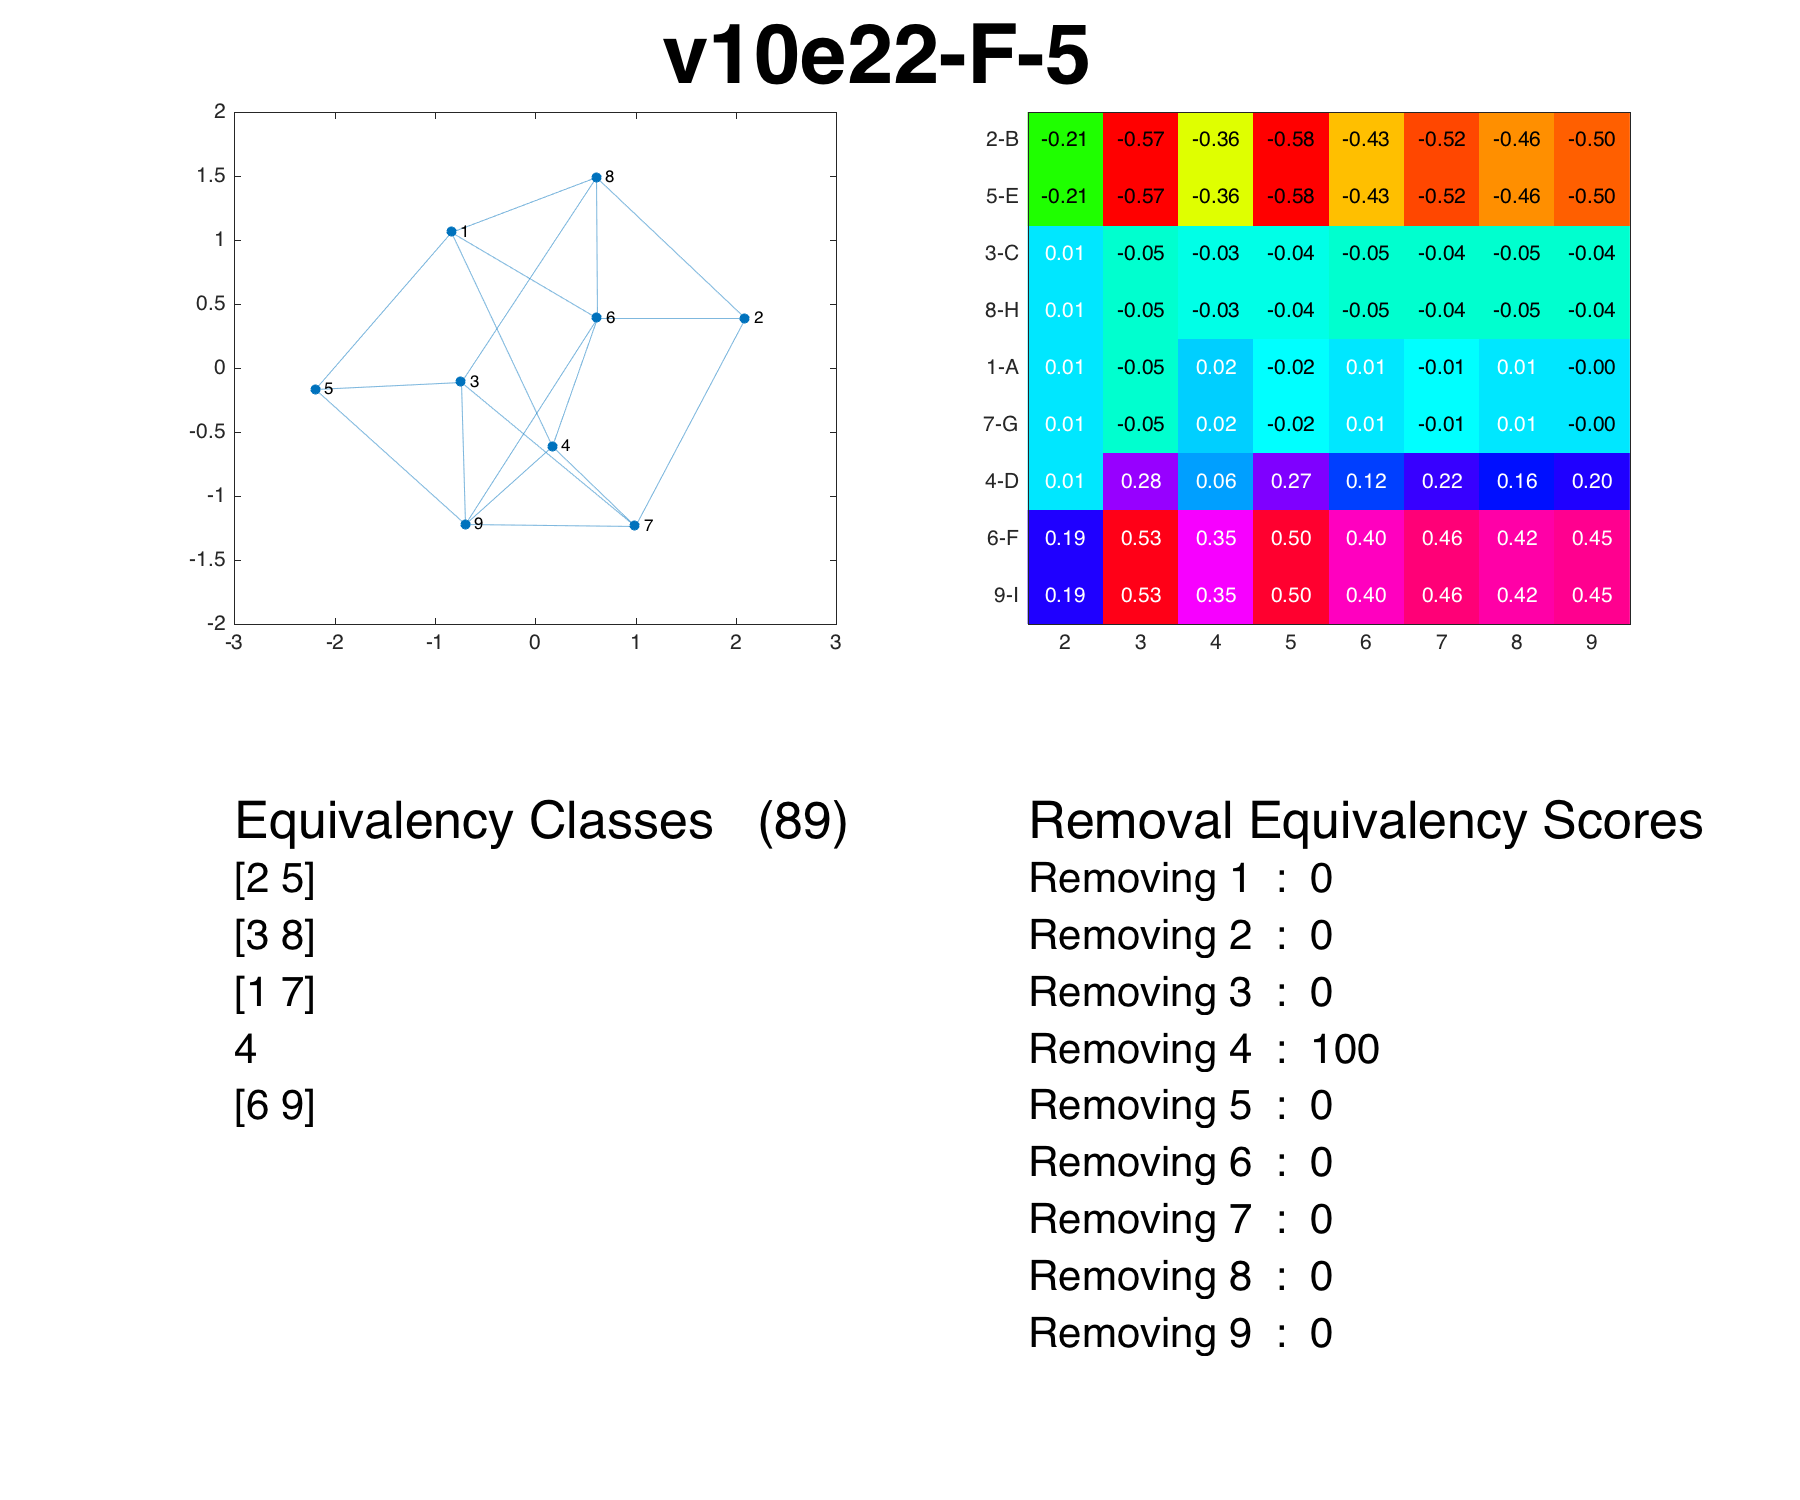 v10e22-F-5
2
1.5
1
0.5
0
-0.5
-1
-1.5
-2
-3 -2 -1 0 1 2 3
8
1
6
2
3
5
4
9
7
2-B -0.21 -0.57 -0.36 -0.58 -0.43 -0.52 -0.46 -0.50
5-E -0.21 -0.57 -0.36 -0.58 -0.43 -0.52 -0.46 -0.50
3-C 0.01 -0.05 -0.03 -0.04 -0.05 -0.04 -0.05 -0.04
8-H 0.01 -0.05 -0.03 -0.04 -0.05 -0.04 -0.05 -0.04
1-A 0.01 -0.05 0.02 -0.02 0.01 -0.01 0.01 -0.00
7-G 0.01 -0.05 0.02 -0.02 0.01 -0.01 0.01 -0.00
4-D 0.01 0.28 0.06 0.27 0.12 0.22 0.16 0.20
6-F 0.19 0.53 0.35 0.50 0.40 0.46 0.42 0.45
9-I 0.19 0.53 0.35 0.50 0.40 0.46 0.42 0.45
2 3 4 5 6 7 8 9
Equivalency Classes (89)
[2 5]
[3 8]
[1 7]
4
[6 9]
Removal Equivalency Scores
Removing 1 : 0
Removing 2 : 0
Removing 3 : 0
Removing 4 : 100
Removing 5 : 0
Removing 6 : 0
Removing 7 : 0
Removing 8 : 0
Removing 9 : 0